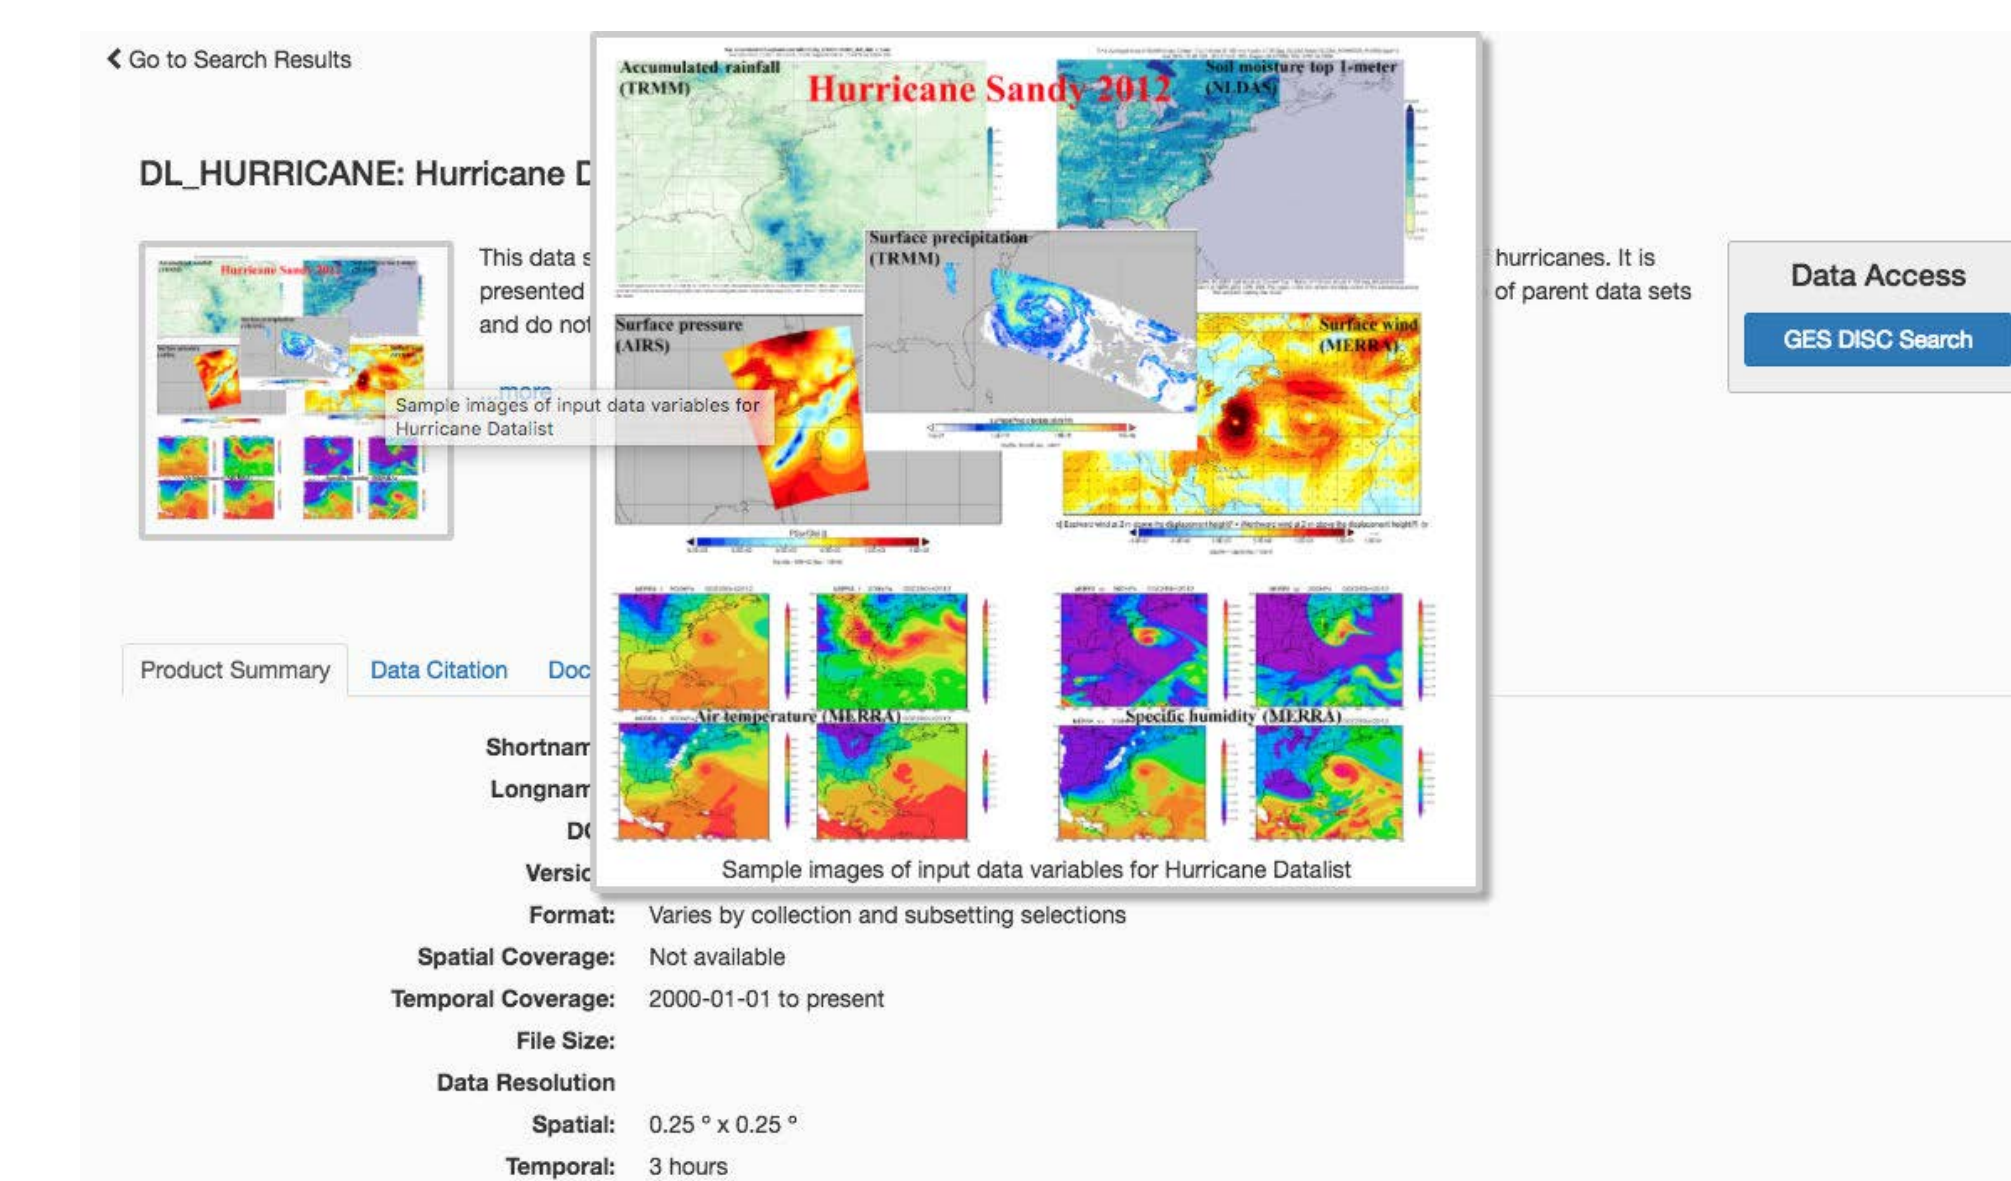 Go to Search Results
DL_HURRICANE: Hurricane D
This data s
presented
and do not
...more
hurricanes. It is
of parent data sets
Data Access
GES DISC Search
Sample images of input data variables for
Hurricane Datalist
Hurricane Sandy 2012
Accumulated rainfall
(TRMM)
Soil moisture top 1-meter
(NLDAS)
Surface precipitation
(TRMM)
Surface pressure
(AIRS)
Surface wind
(MERRA)
Air temperature (MERRA)
Specific humidity (MERRA)
Sample images of input data variables for Hurricane Datalist
Product Summary
Data Citation
Doc
Shortnam
Longnam
DO
Versio
Format: Varies by collection and subsetting selections
Spatial Coverage: Not available
Temporal Coverage: 2000-01-01 to present
File Size:
Data Resolution
Spatial: 0.25 º x 0.25 º
Temporal: 3 hours